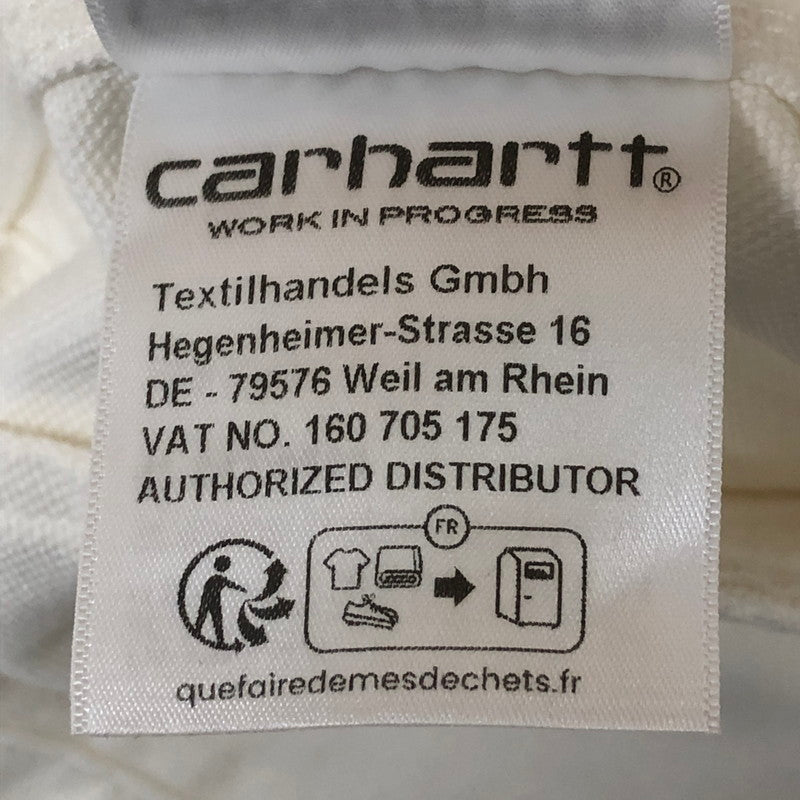 carhartt®
WORK IN PROGRESS
Textilhandels Gmbh
Hegenheimer-Strasse 16
DE - 79576 Weil am Rhein
VAT NO. 160 705 175
AUTHORIZED DISTRIBUTOR
FR
quefairedemesdechets.fr